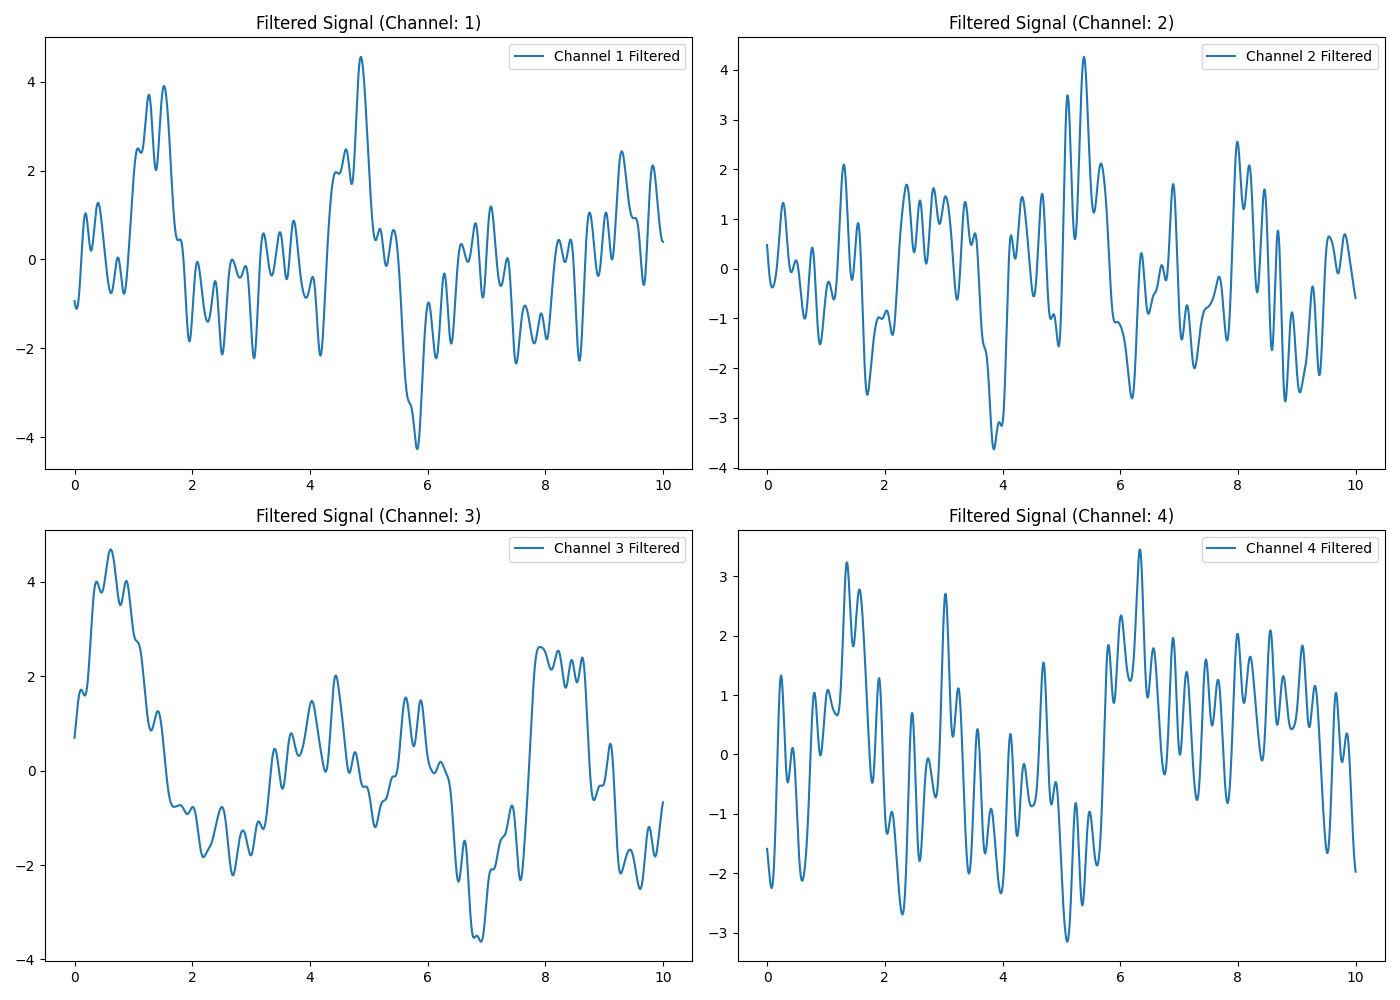 Filtered Signal (Channel: 1)
Channel 1 Filtered
4
2
0
−2
−4
0 2 4 6 8 10
Filtered Signal (Channel: 2)
Channel 2 Filtered
4
3
2
1
0
−1
−2
−3
−4
0 2 4 6 8 10
Filtered Signal (Channel: 3)
Channel 3 Filtered
4
2
0
−2
−4
0 2 4 6 8 10
Filtered Signal (Channel: 4)
Channel 4 Filtered
3
2
1
0
−1
−2
−3
0 2 4 6 8 10